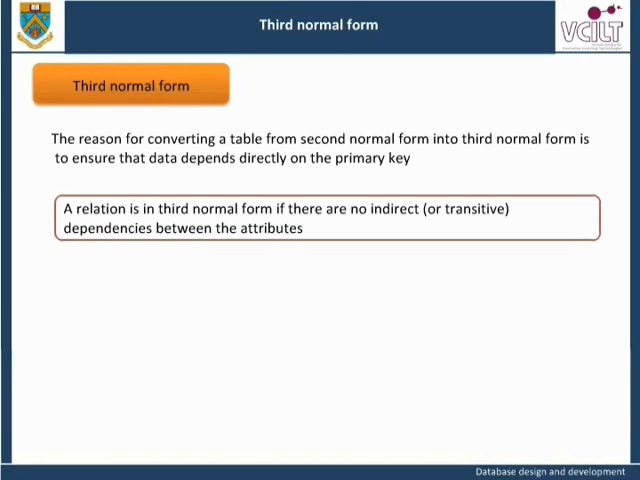 Third normal form
VCILT
Third normal form
The reason for converting a table from second normal form into third normal form is
to ensure that data depends directly on the primary key
A relation is in third normal form if there are no indirect (or transitive)
dependencies between the attributes
Database design and development